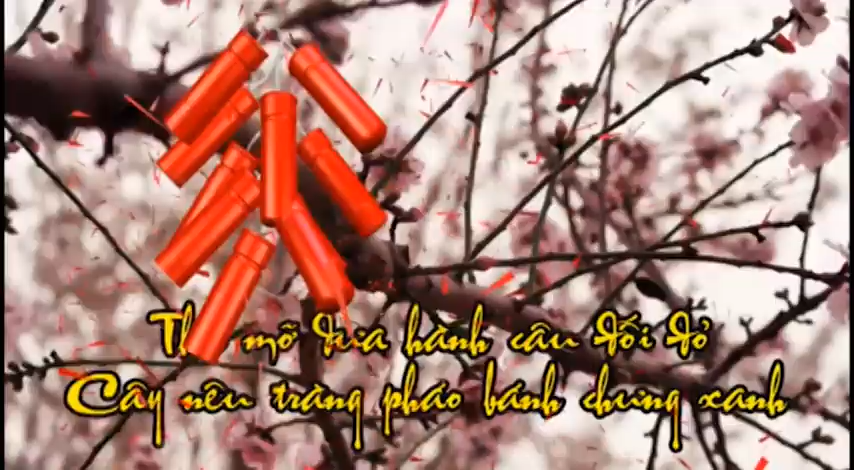 mỡ dưa hành câu đối đỏ
Cây nêu tràng pháo bánh chưng xanh